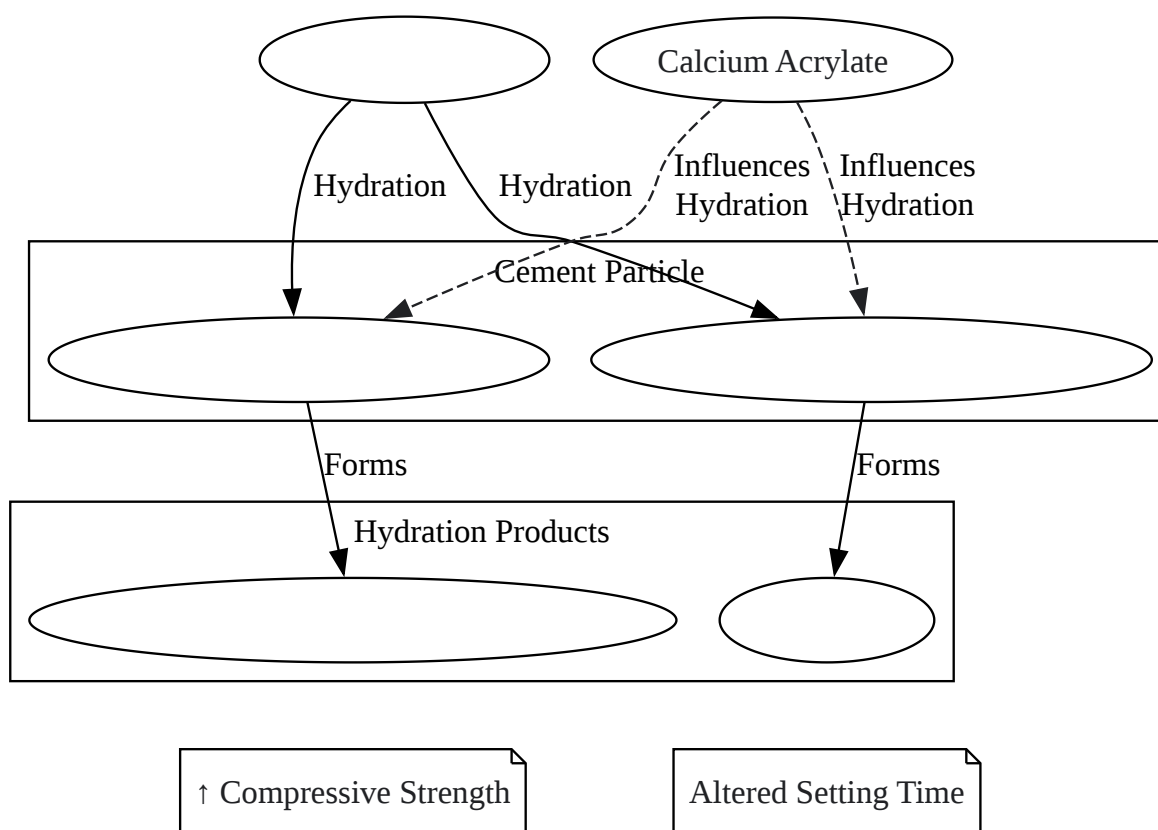 Calcium Acrylate
Hydration
Hydration
Influences
Hydration
Influences
Hydration
Cement Particle
Forms
Forms
Hydration Products
↑ Compressive Strength
Altered Setting Time